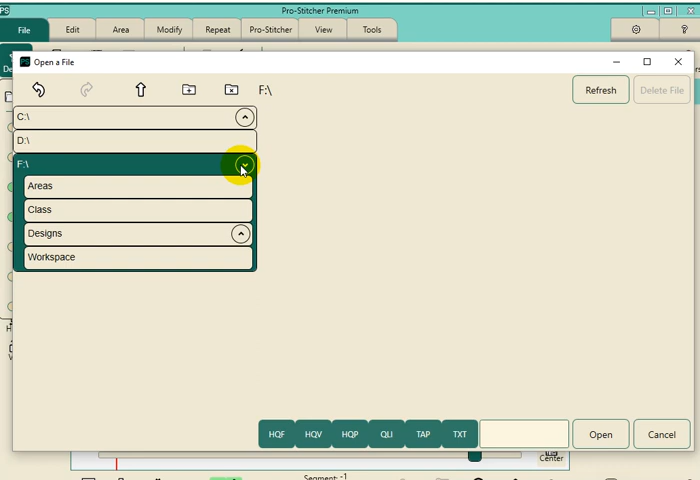 PS Pro-Stitcher Premium
File Edit Area Modify Repeat Pro-Stitcher View Tools ?
Open a File
F:\ Refresh Delete File
C:\
D:\
F:\
Areas
Class
Designs
Workspace
HQF HQV HQP QLI TAP TXT Open Cancel
Center
Segment: -1